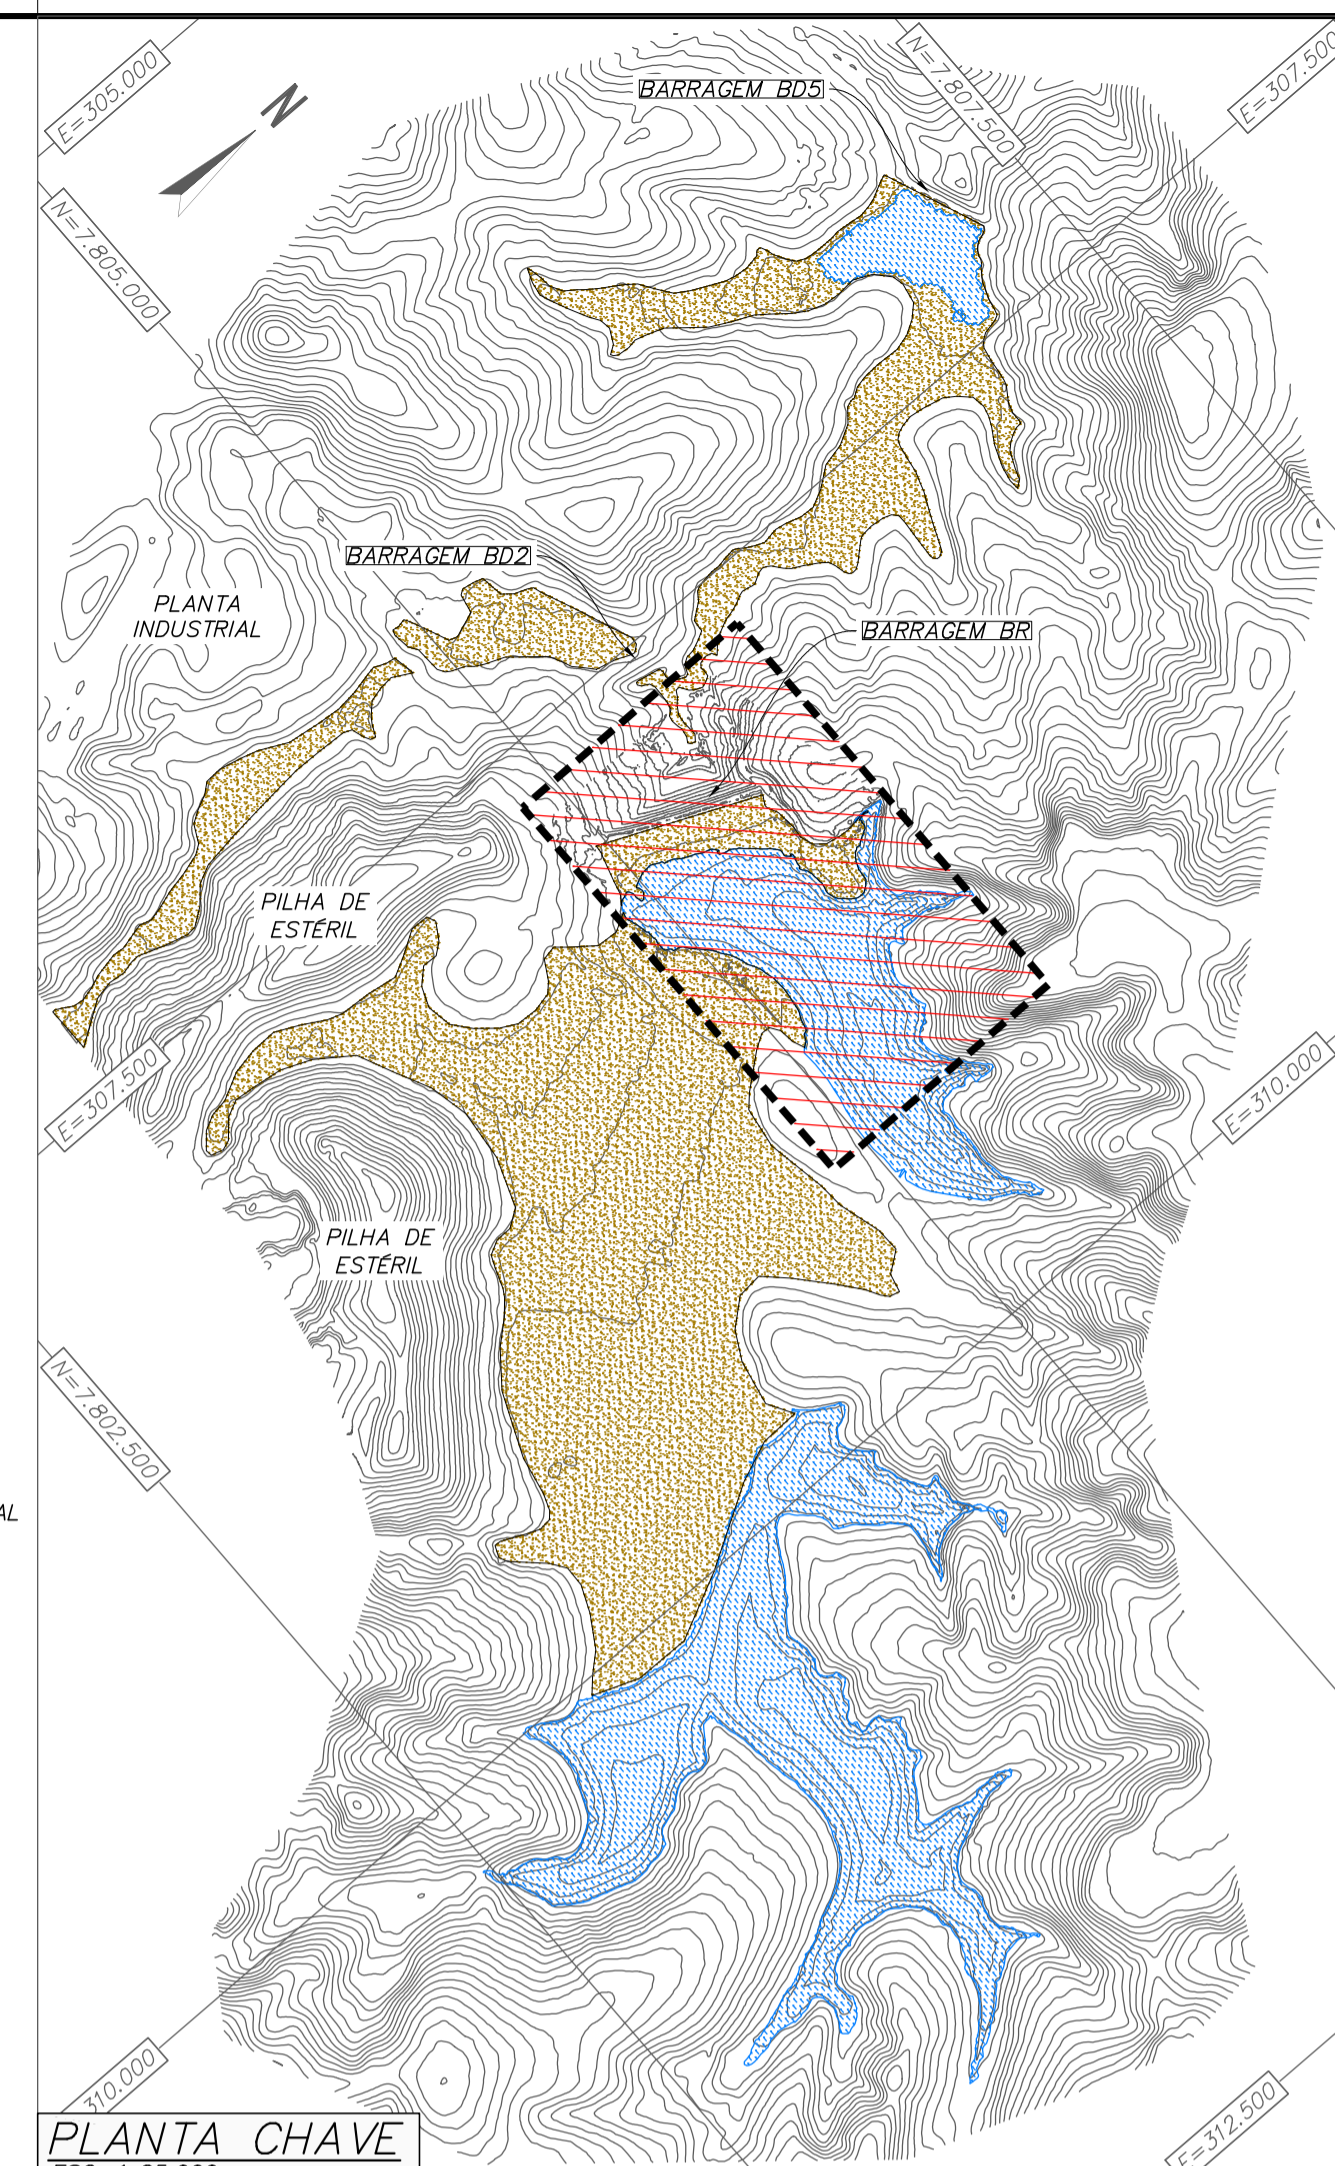 E=305.000
N=7.807.500
E=307.500
N
BARRAGEM BD5
N=7.805.000
BARRAGEM BD2
PLANTA
INDUSTRIAL
BARRAGEM BR
PILHA DE
ESTÉRIL
E=307.500
E=310.000
PILHA DE
ESTÉRIL
N=7.802.500
AL
310.000
E=312.500
PLANTA CHAVE